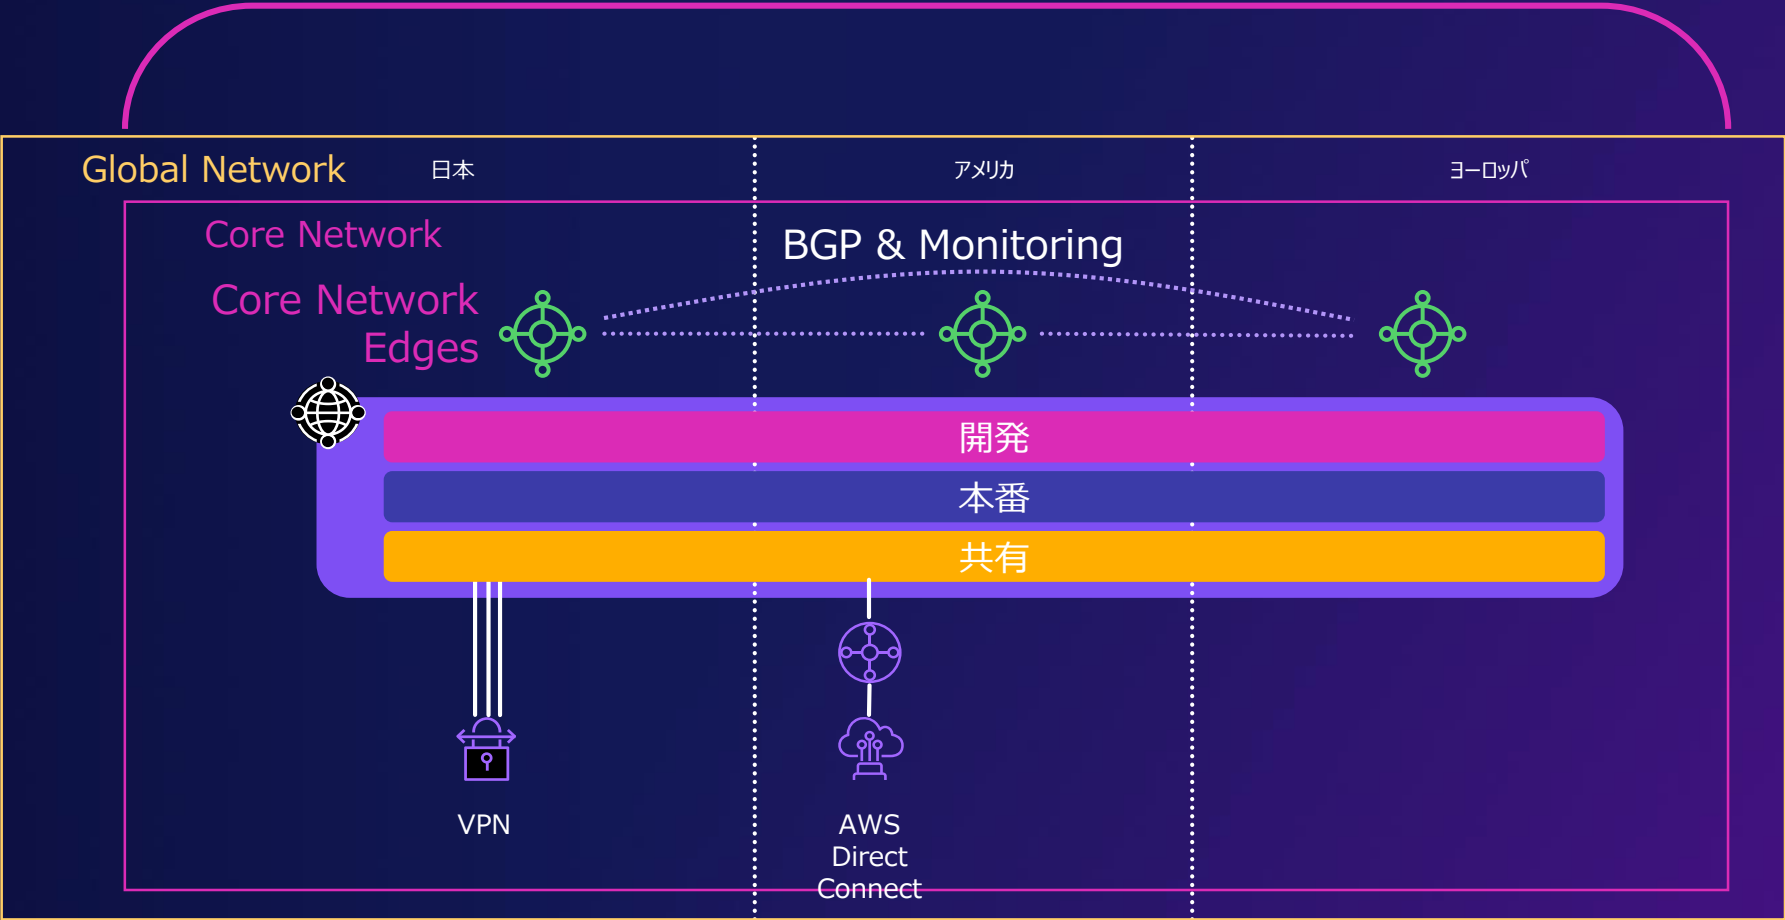 Global Network
日本
アメリカ
ヨーロッパ
Core Network
BGP & Monitoring
Core Network
Edges
開発
本番
共有
VPN
AWS
Direct
Connect